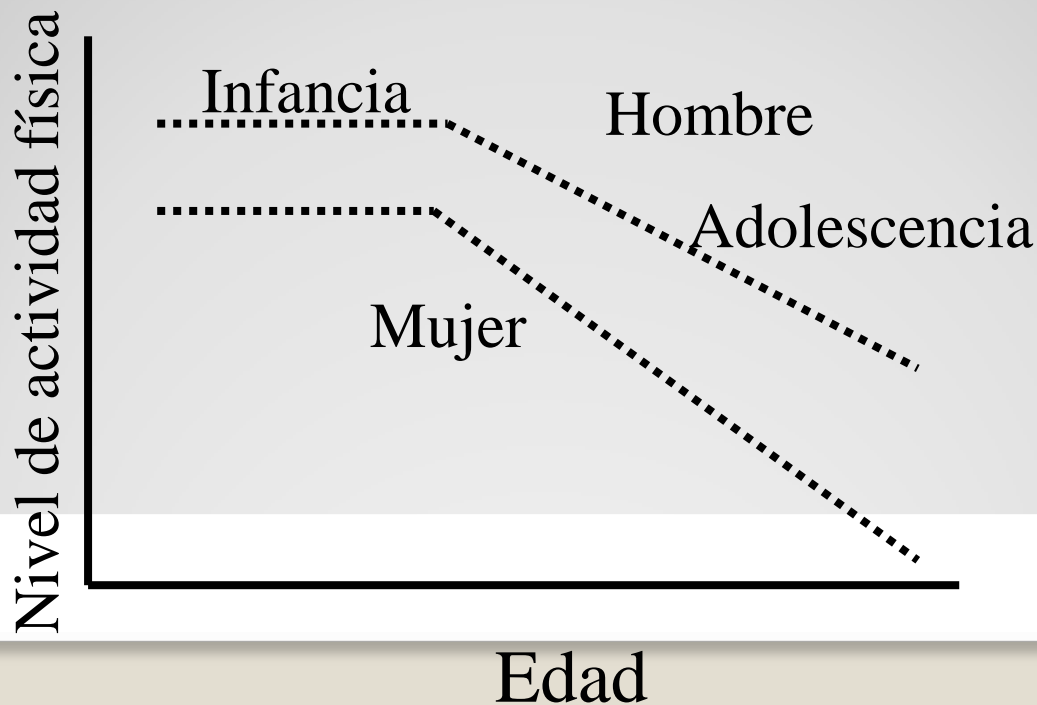 Nivel de actividad física
Infancia
Hombre
Adolescencia
Mujer
Edad